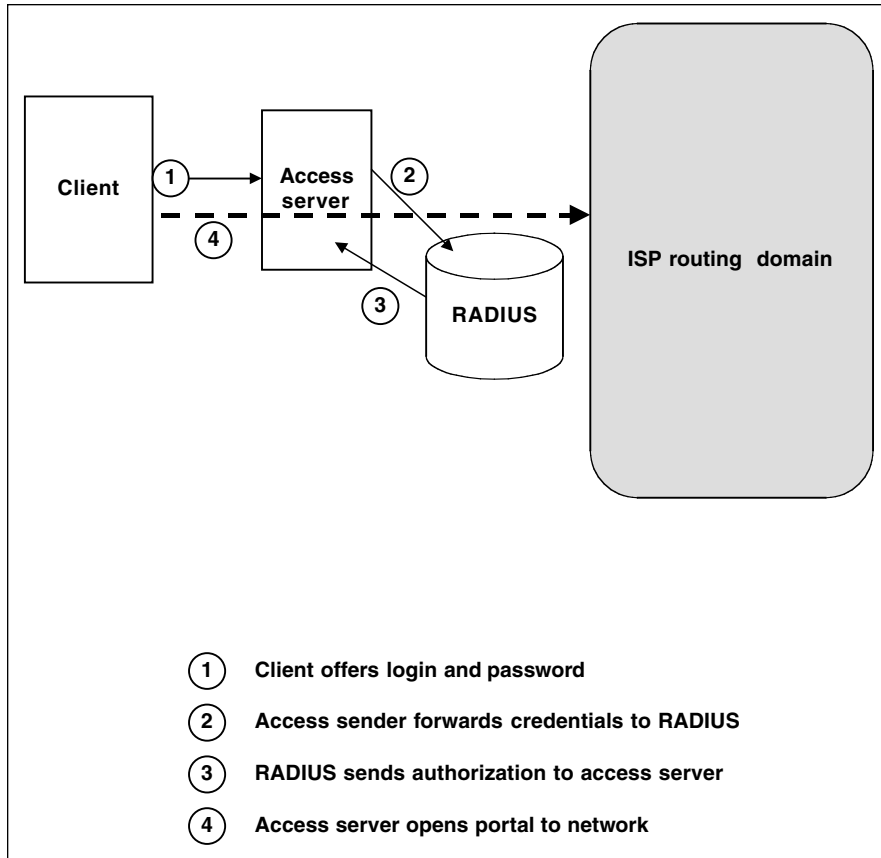 Client
1
Access
server
2
4
3
RADIUS
ISP routing domain
1 Client offers login and password
2 Access sender forwards credentials to RADIUS
3 RADIUS sends authorization to access server
4 Access server opens portal to network